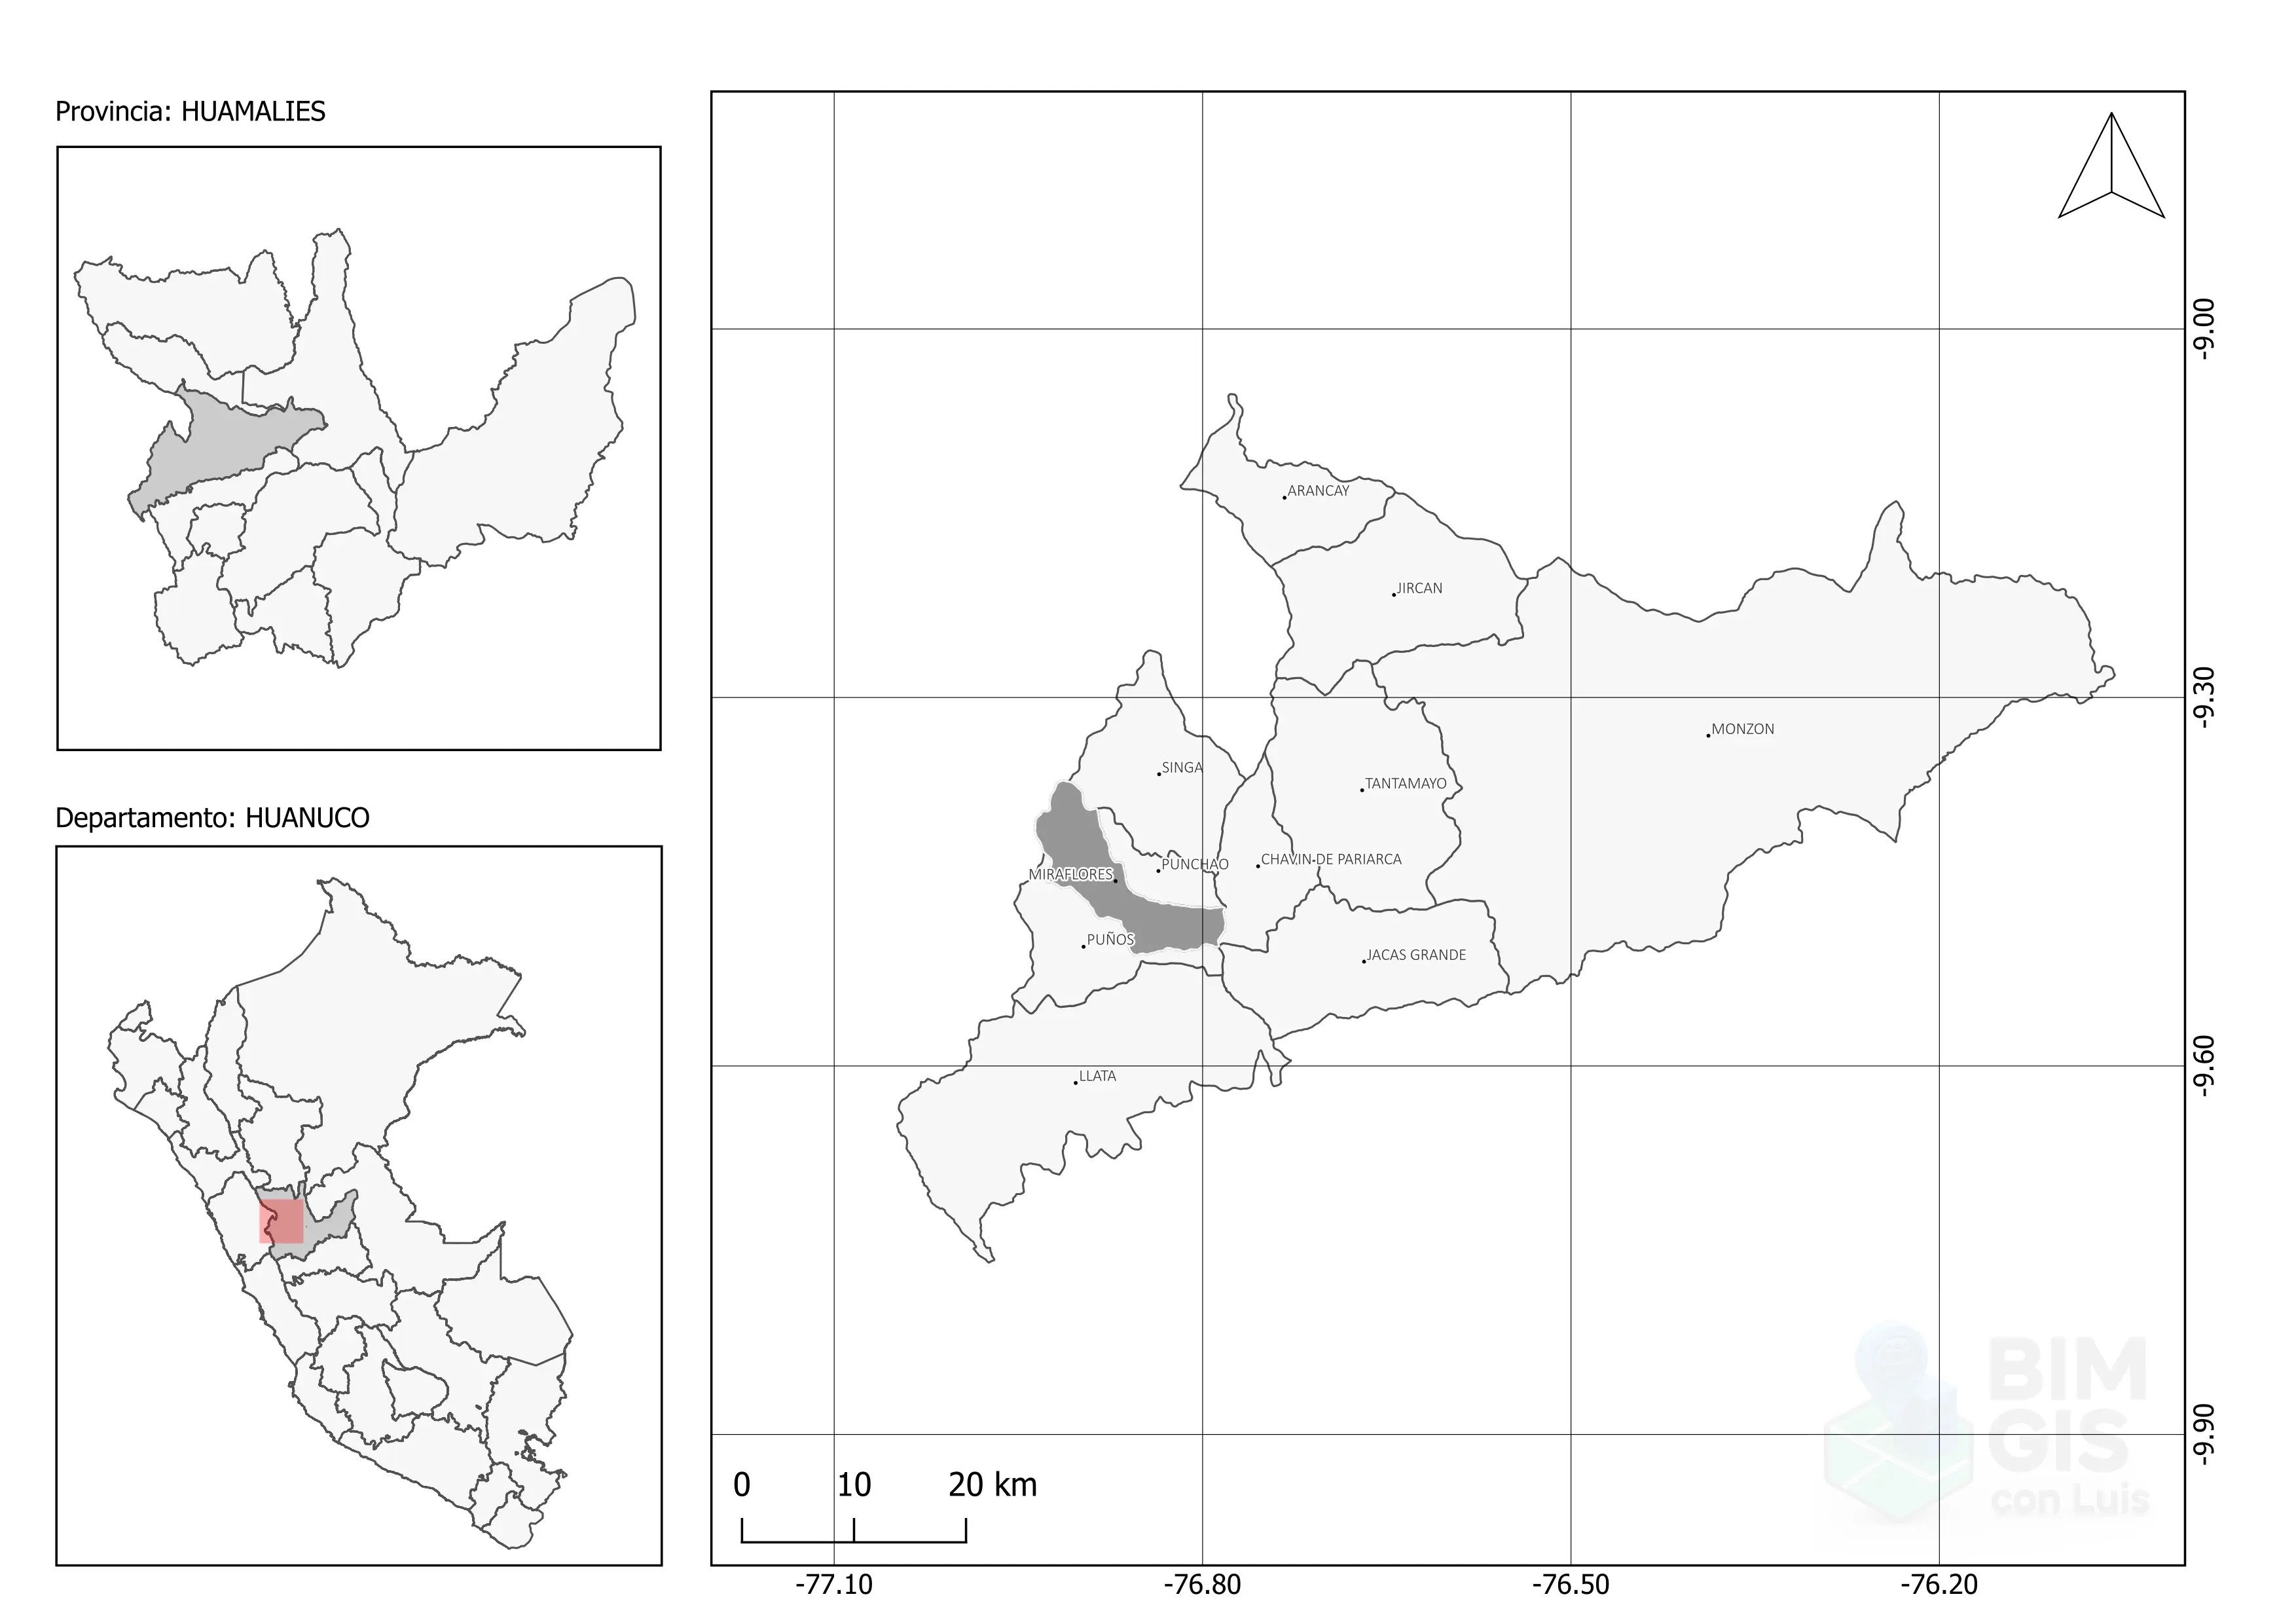 Provincia: HUAMALIES
Departamento: HUANUCO
ARANCAY
JIRCAN
MONZON
SINGA
TANTAMAYO
CHAVIN DE PARIARCA
PUNCHAO
MIRAFLORES
PUÑOS
JACAS GRANDE
LLATA
-9.00
-9.30
-9.60
-9.90
0 10 20 km
-77.10 -76.80 -76.50 -76.20
BIM
GIS
con Luis